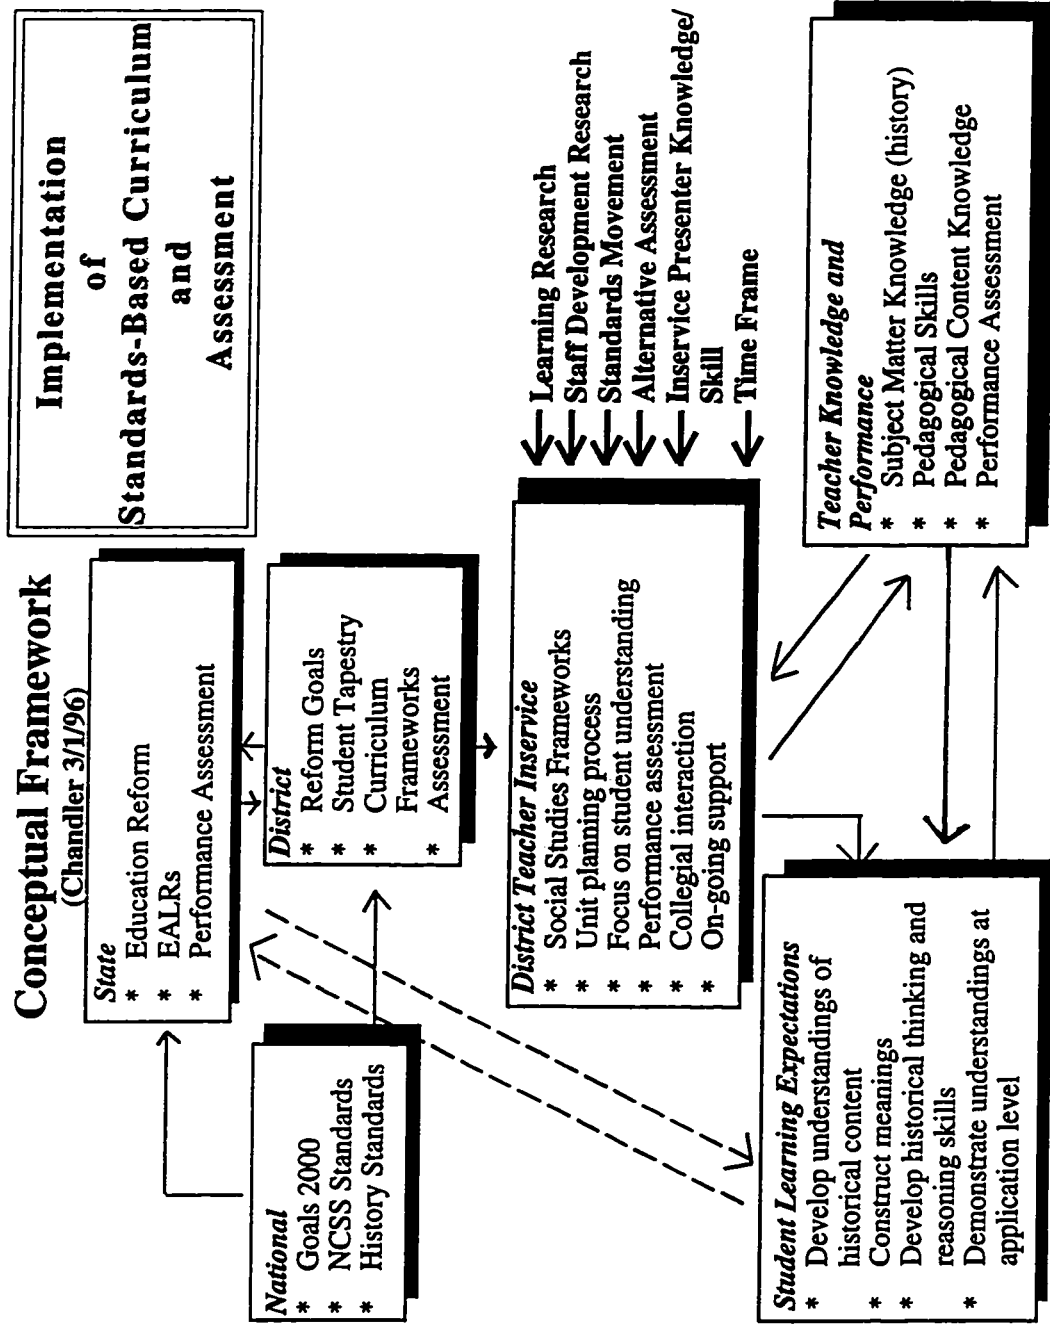 Conceptual Framework
(Chandler 3/1/96)
Implementation
of
Standards-Based Curriculum
and
Assessment
State
* Education Reform
* EALRs
* Performance Assessment
National
* Goals 2000
* NCSS Standards
* History Standards
District
* Reform Goals
* Student Tapestry
* Curriculum
Frameworks
* Assessment
District Teacher Inservice
* Social Studies Frameworks
* Unit planning process
* Focus on student understanding
* Performance assessment
* Collegial interaction
* On-going support
Learning Research
Staff Development Research
Standards Movement
Alternative Assessment
Inservice Presenter Knowledge/
Skill
Time Frame
Student Learning Expectations
* Develop understandings of
historical content
* Construct meanings
* Develop historical thinking and
reasoning skills
* Demonstrate understandings at
application level
Teacher Knowledge and
Performance
* Subject Matter Knowledge (history)
* Pedagogical Skills
* Pedagogical Content Knowledge
* Performance Assessment